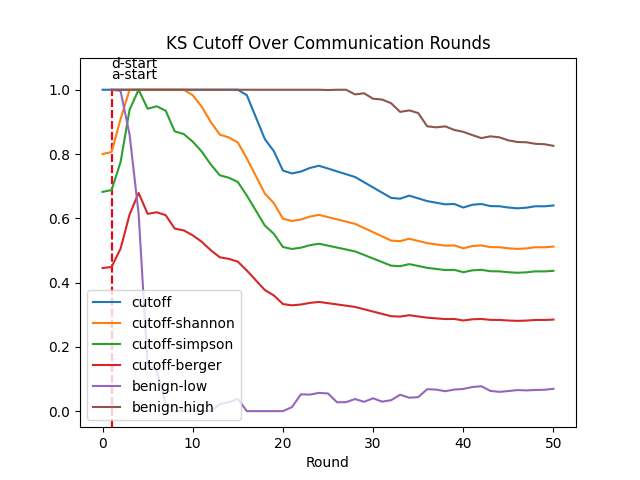 KS Cutoff Over Communication Rounds
d-start
a-start
1.0
0.8
0.6
0.4
0.2
0.0
cutoff
cutoff-shannon
cutoff-simpson
cutoff-berger
benign-low
benign-high
0 10 20 30 40 50
Round